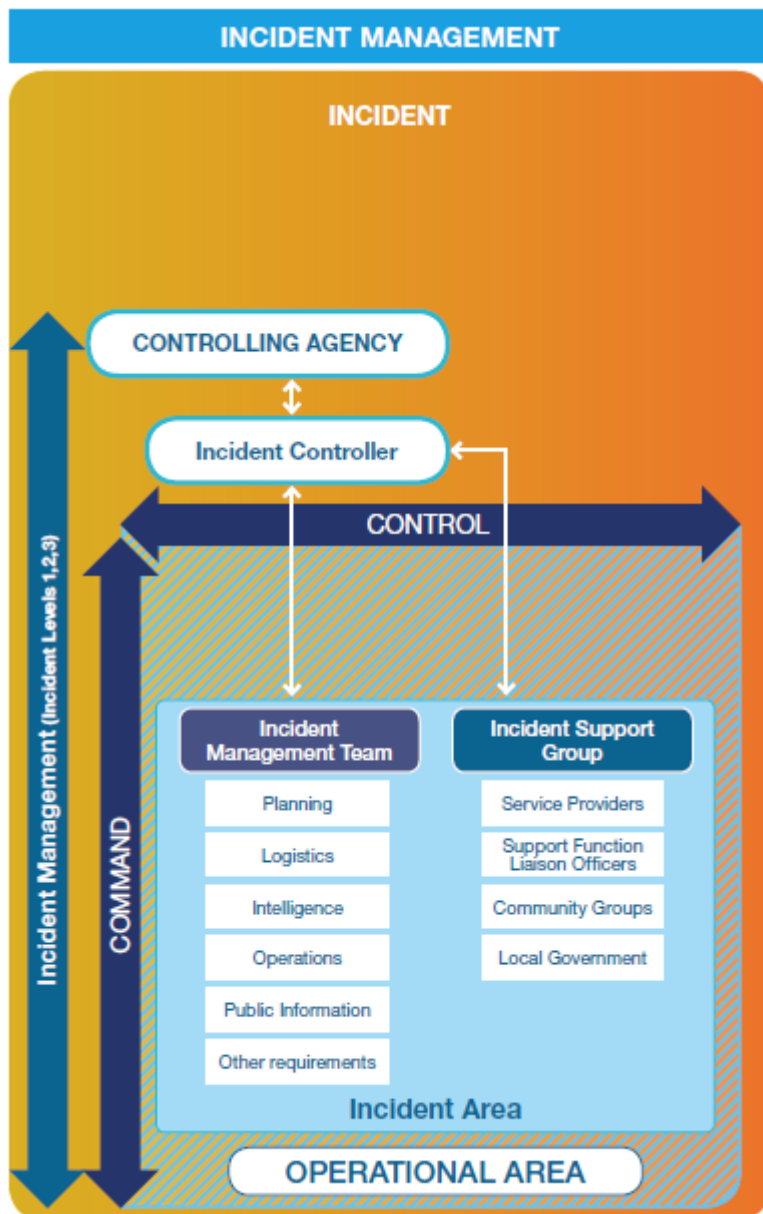 INCIDENT MANAGEMENT
INCIDENT
CONTROLLING AGENCY
Incident Controller
CONTROL
Incident Management (Incident Levels 1,2,3)
COMMAND
Incident
Management Team
Planning
Logistics
Intelligence
Operations
Public Information
Other requirements
Incident Support
Group
Service Providers
Support Function
Liaison Officers
Community Groups
Local Government
Incident Area
OPERATIONAL AREA